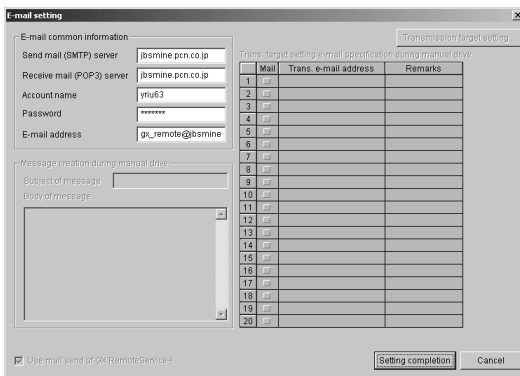 E-mail setting
E-mail common information
Send mail (SMTP) server jbsmine.pcn.co.jp
Receive mail (POP3) server jbsmine.pcn.co.jp
Account name yriu63
Password *******
E-mail address gx_remote@jbsmine
Message creation during manual drive
Subject of message
Body of message
Transmission target setting...
Trans. target setting e-mail specification during manual drive
Mail Trans. e-mail address Remarks
1
2
3
4
5
6
7
8
9
10
11
12
13
14
15
16
17
18
19
20
Use mail send of GX RemoteService-I
Setting completion Cancel